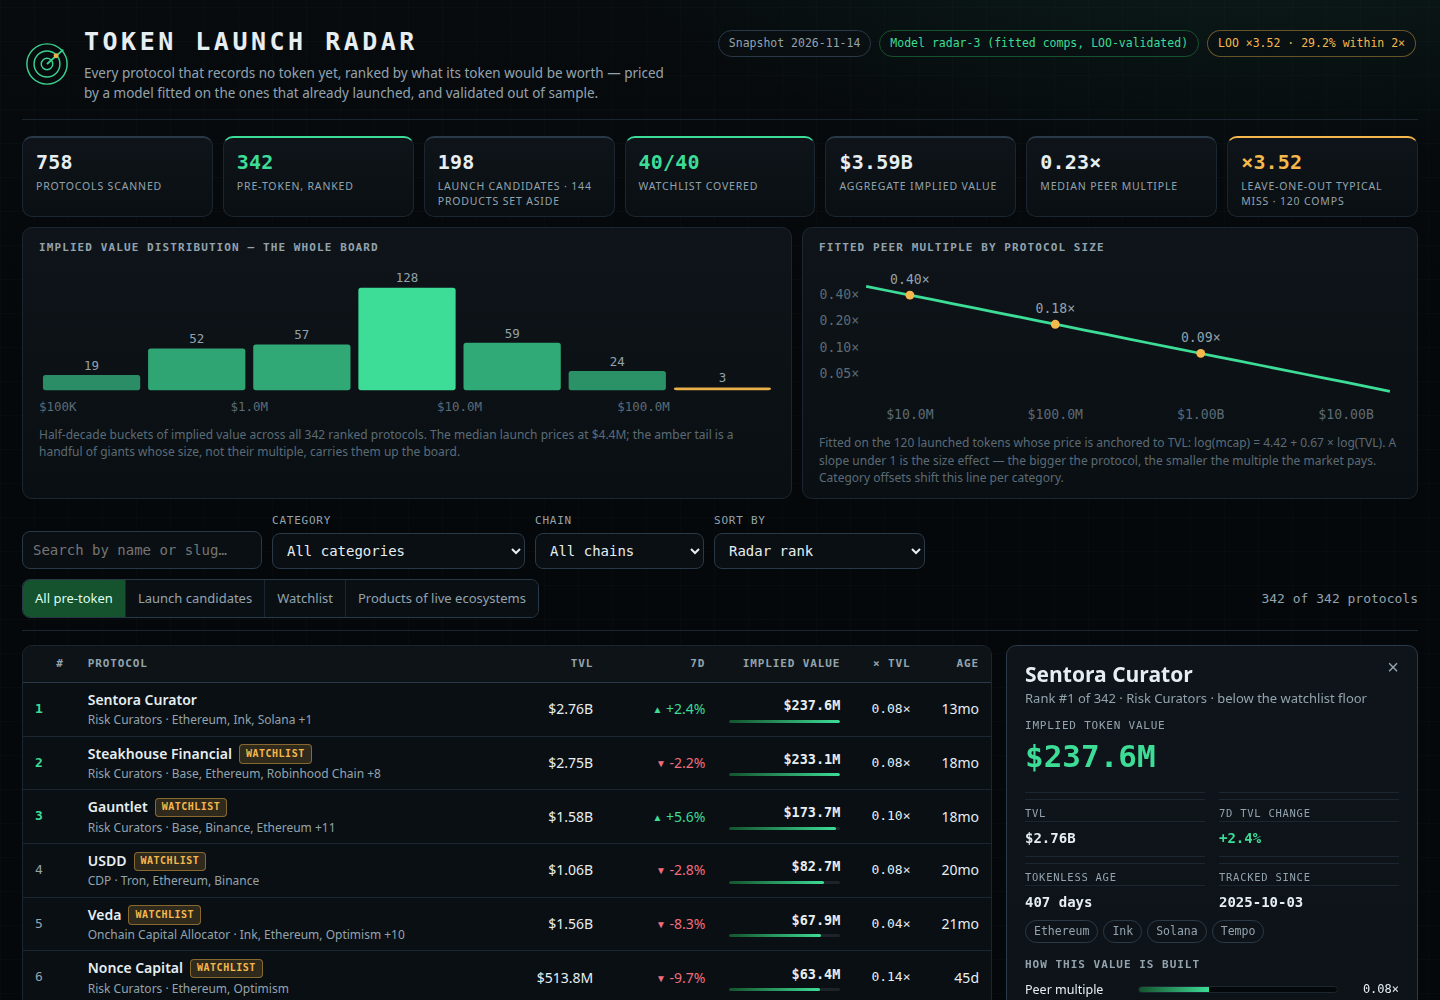 TOKEN LAUNCH RADAR
Every protocol that records no token yet, ranked by what its token would be worth — priced
by a model fitted on the ones that already launched, and validated out of sample.
Snapshot 2026-11-14
Model radar-3 (fitted comps, LOO-validated)
LOO ×3.52 · 29.2% within 2×
758
PROTOCOLS SCANNED
342
PRE-TOKEN, RANKED
198
LAUNCH CANDIDATES · 144
PRODUCTS SET ASIDE
40/40
WATCHLIST COVERED
$3.59B
AGGREGATE IMPLIED VALUE
0.23×
MEDIAN PEER MULTIPLE
×3.52
LEAVE-ONE-OUT TYPICAL
MISS · 120 COMPS
IMPLIED VALUE DISTRIBUTION — THE WHOLE BOARD
19
52
57
128
59
24
3
$100K
$1.0M
$10.0M
$100.0M
Half-decade buckets of implied value across all 342 ranked protocols. The median launch prices at $4.4M; the amber tail is a
handful of giants whose size, not their multiple, carries them up the board.
FITTED PEER MULTIPLE BY PROTOCOL SIZE
0.40×
0.20×
0.10×
0.05×
0.40×
0.18×
0.09×
$10.0M
$100.0M
$1.00B
$10.00B
Fitted on the 120 launched tokens whose price is anchored to TVL: log(mcap) = 4.42 + 0.67 × log(TVL). A
slope under 1 is the size effect — the bigger the protocol, the smaller the multiple the market pays.
Category offsets shift this line per category.
Search by name or slug…
CATEGORY
All categories
CHAIN
All chains
SORT BY
Radar rank
All pre-token
Launch candidates
Watchlist
Products of live ecosystems
342 of 342 protocols
# PROTOCOL TVL 7D IMPLIED VALUE × TVL AGE
1 Sentora Curator $2.76B ▲ +2.4% $237.6M 0.08× 13mo
Risk Curators · Ethereum, Ink, Solana +1
2 Steakhouse Financial WATCHLIST $2.75B ▼ -2.2% $233.1M 0.08× 18mo
Risk Curators · Base, Ethereum, Robinhood Chain +8
3 Gauntlet WATCHLIST $1.58B ▲ +5.6% $173.7M 0.10× 18mo
Risk Curators · Base, Binance, Ethereum +11
4 USDD WATCHLIST $1.06B ▼ -2.8% $82.7M 0.08× 20mo
CDP · Tron, Ethereum, Binance
5 Veda WATCHLIST $1.56B ▼ -8.3% $67.9M 0.04× 21mo
Onchain Capital Allocator · Ink, Ethereum, Optimism +10
6 Nonce Capital WATCHLIST $513.8M ▼ -9.7% $63.4M 0.14× 45d
Risk Curators · Ethereum, Optimism
Sentora Curator ×
Rank #1 of 342 · Risk Curators · below the watchlist floor
IMPLIED TOKEN VALUE
$237.6M
TVL
$2.76B
7D TVL CHANGE
+2.4%
TOKENLESS AGE
407 days
TRACKED SINCE
2025-10-03
Ethereum
Ink
Solana
Tempo
HOW THIS VALUE IS BUILT
Peer multiple 0.08×